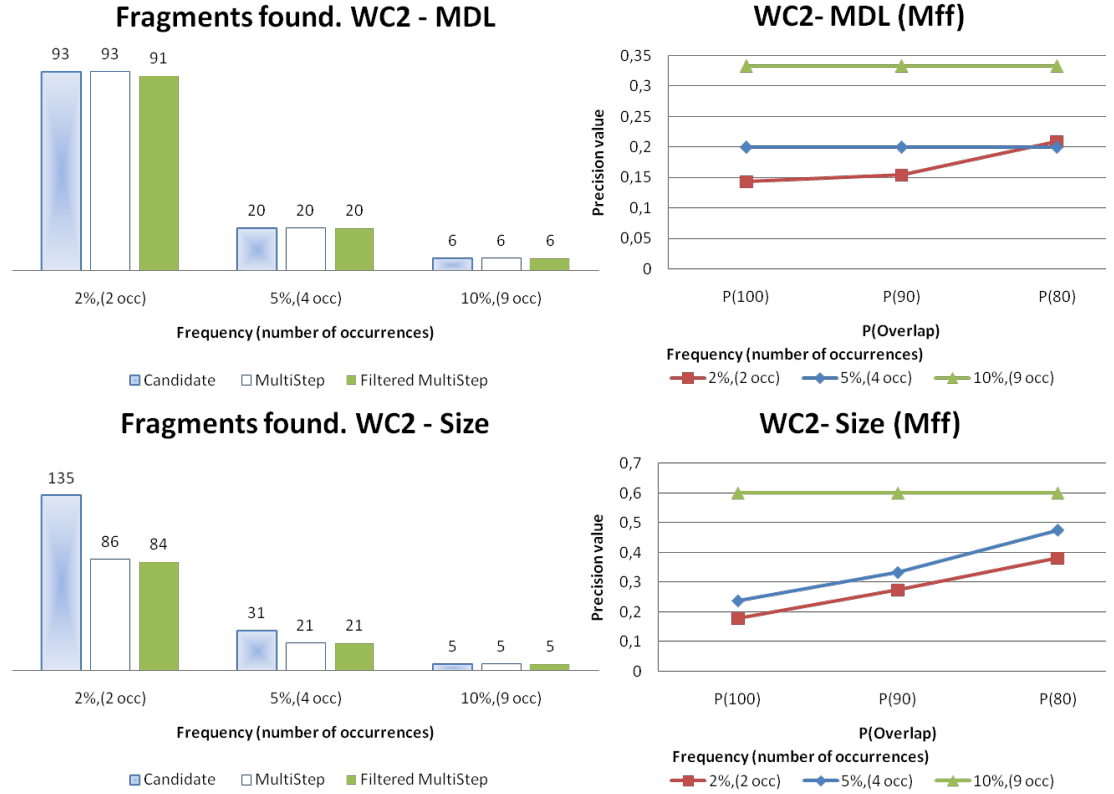 Fragments found. WC2 - MDL
93 93 91
20 20 20
6 6 6
2%,(2 occ) 5%,(4 occ) 10%,(9 occ)
Frequency (number of occurrences)
Candidate MultiStep Filtered MultiStep
WC2- MDL (Mff)
0,35
0,3
0,25
0,2
0,15
0,1
0,05
0
Precision value
P(100) P(90) P(80)
P(Overlap)
Frequency (number of occurrences)
2%,(2 occ) 5%,(4 occ) 10%,(9 occ)
Fragments found. WC2 - Size
135 86 84
31 21 21
5 5 5
2%,(2 occ) 5%,(4 occ) 10%,(9 occ)
Frequency (number of occurrences)
Candidate MultiStep Filtered MultiStep
WC2- Size (Mff)
0,7
0,6
0,5
0,4
0,3
0,2
0,1
0
Precision value
P(100) P(90) P(80)
P(Overlap)
Frequency (number of occurrences)
2%,(2 occ) 5%,(4 occ) 10%,(9 occ)